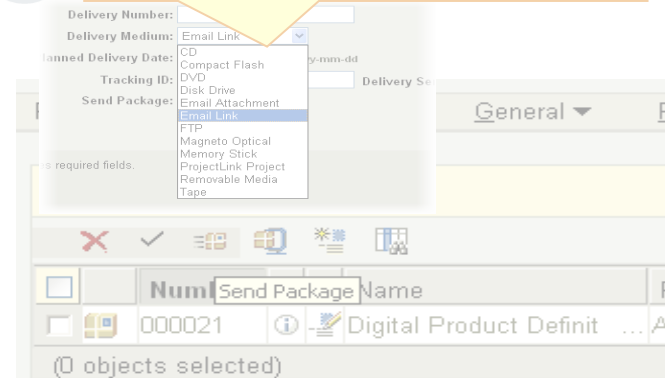 Delivery Number:
Delivery Medium: Email Link
anned Delivery Date: y-mm-dd
CD
Compact Flash
Tracking ID: Delivery Se
DVD
Disk Drive
Send Package:
Email Attachment
Email Link
FTP
Magneto Optical
Memory Stick
ProjectLink Project
Removable Media
Tape
required fields.
General
Send Package
Num Name
000021 Digital Product Definit ...
(0 objects selected)